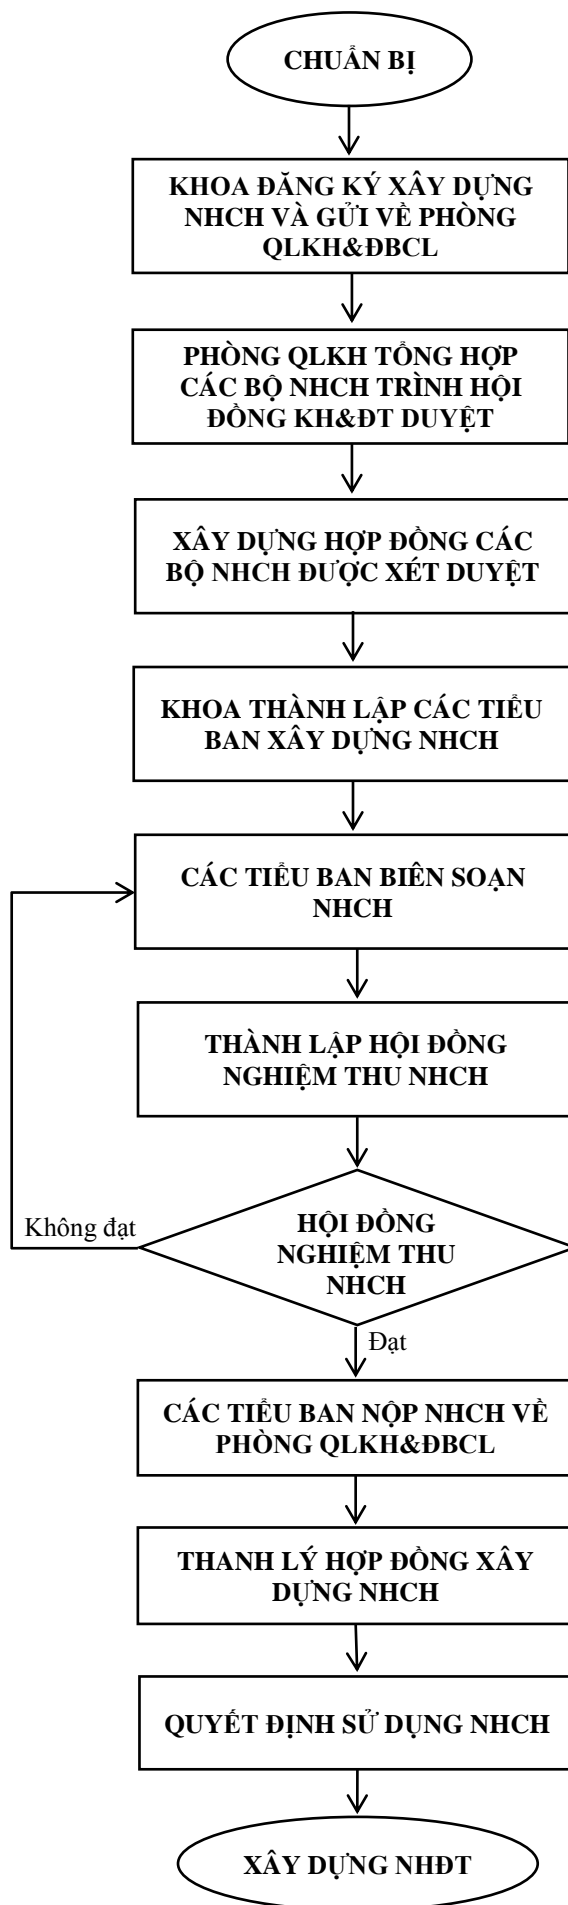 CHUẨN BỊ
KHOA ĐĂNG KÝ XÂY DỰNG
NHCH VÀ GỬI VỀ PHÒNG
QLKH&ĐBCL
PHÒNG QLKH TỔNG HỢP
CÁC BỘ NHCH TRÌNH HỘI
ĐỒNG KH&ĐT DUYỆT
XÂY DỰNG HỢP ĐỒNG CÁC
BỘ NHCH ĐƯỢC XÉT DUYỆT
KHOA THÀNH LẬP CÁC TIỂU
BAN XÂY DỰNG NHCH
CÁC TIỂU BAN BIÊN SOẠN
NHCH
THÀNH LẬP HỘI ĐỒNG
NGHIỆM THU NHCH
Không đạt
HỘI ĐỒNG
NGHIỆM THU
NHCH
Đạt
CÁC TIỂU BAN NỘP NHCH VỀ
PHÒNG QLKH&ĐBCL
THANH LÝ HỢP ĐỒNG XÂY
DỰNG NHCH
QUYẾT ĐỊNH SỬ DỤNG NHCH
XÂY DỰNG NHĐT